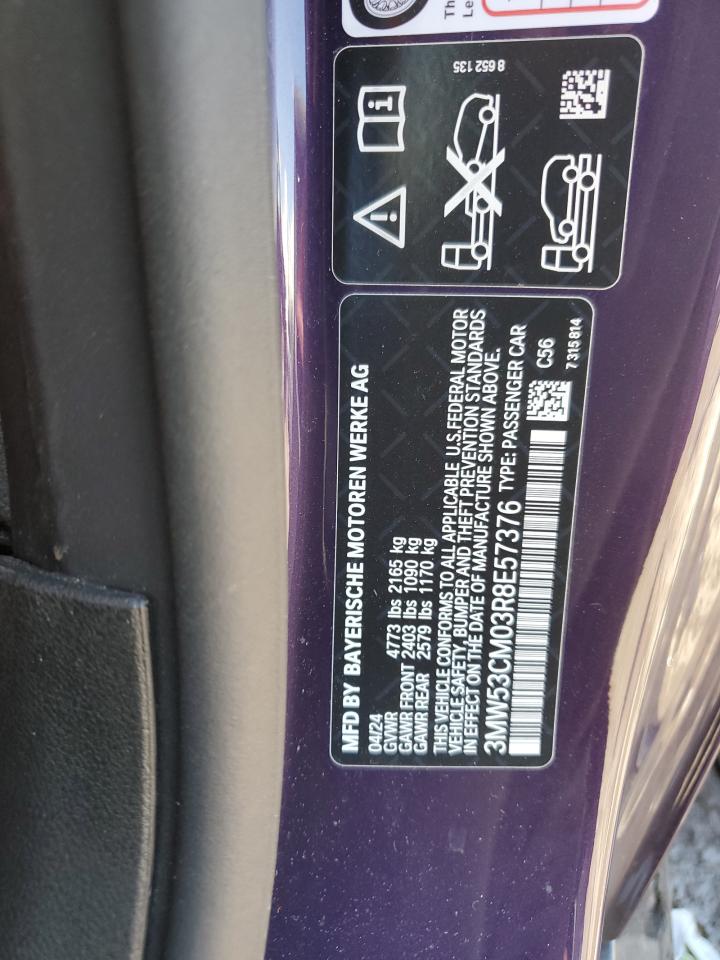 Th
Le
8 652 135
MFD BY BAYERISCHE MOTOREN WERKE AG
04/24
GVWR 4773 lbs 2165 kg
GAWR FRONT 2403 lbs 1090 kg
GAWR REAR 2579 lbs 1170 kg
THIS VEHICLE CONFORMS TO ALL APPLICABLE U.S. FEDERAL MOTOR
VEHICLE SAFETY, BUMPER AND THEFT PREVENTION STANDARDS
IN EFFECT ON THE DATE OF MANUFACTURE SHOWN ABOVE.
3MW53CM03R8E57376 TYPE: PASSENGER CAR
C56
7 315 814